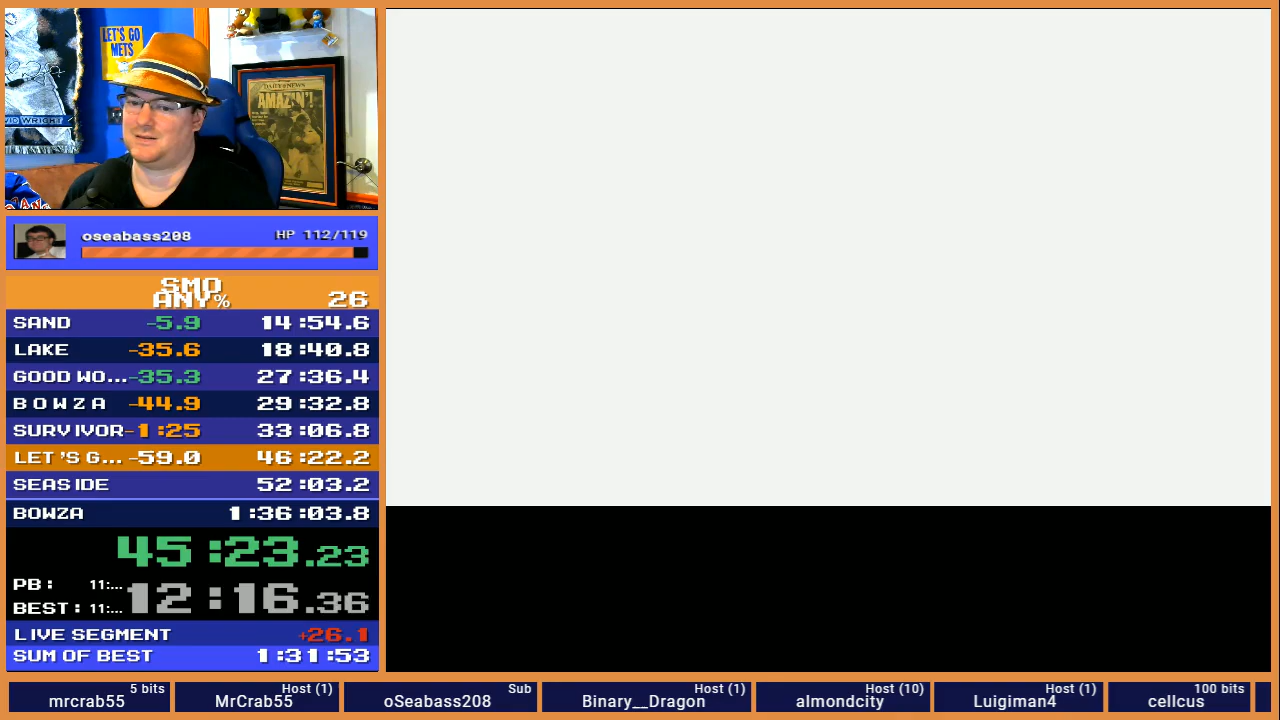 LET'S GO
METS
DAILY NEWS
AMAZIN'!
VID WRIGHT
oseabass208 HP 112/119
SMO
ANY% 26
SAND -5.9 14:54.6
LAKE -35.6 18:40.8
GOOD WO... -35.3 27:36.4
BOWZA -44.9 29:32.8
SURVIVOR -1:25 33:06.8
LET'S G... -59.0 46:22.2
SEASIDE 52:03.2
BOWZA 1:36:03.8
45:23.23
PB: 11:...
12:16.36
BEST: 11:...
LIVE SEGMENT +26.1
SUM OF BEST 1:31:53
5 bits
mrcrab55
Host (1)
MrCrab55
Sub
oSeabass208
Host (1)
Binary__Dragon
Host (10)
almondcity
Host (1)
Luigiman4
100 bits
cellcus